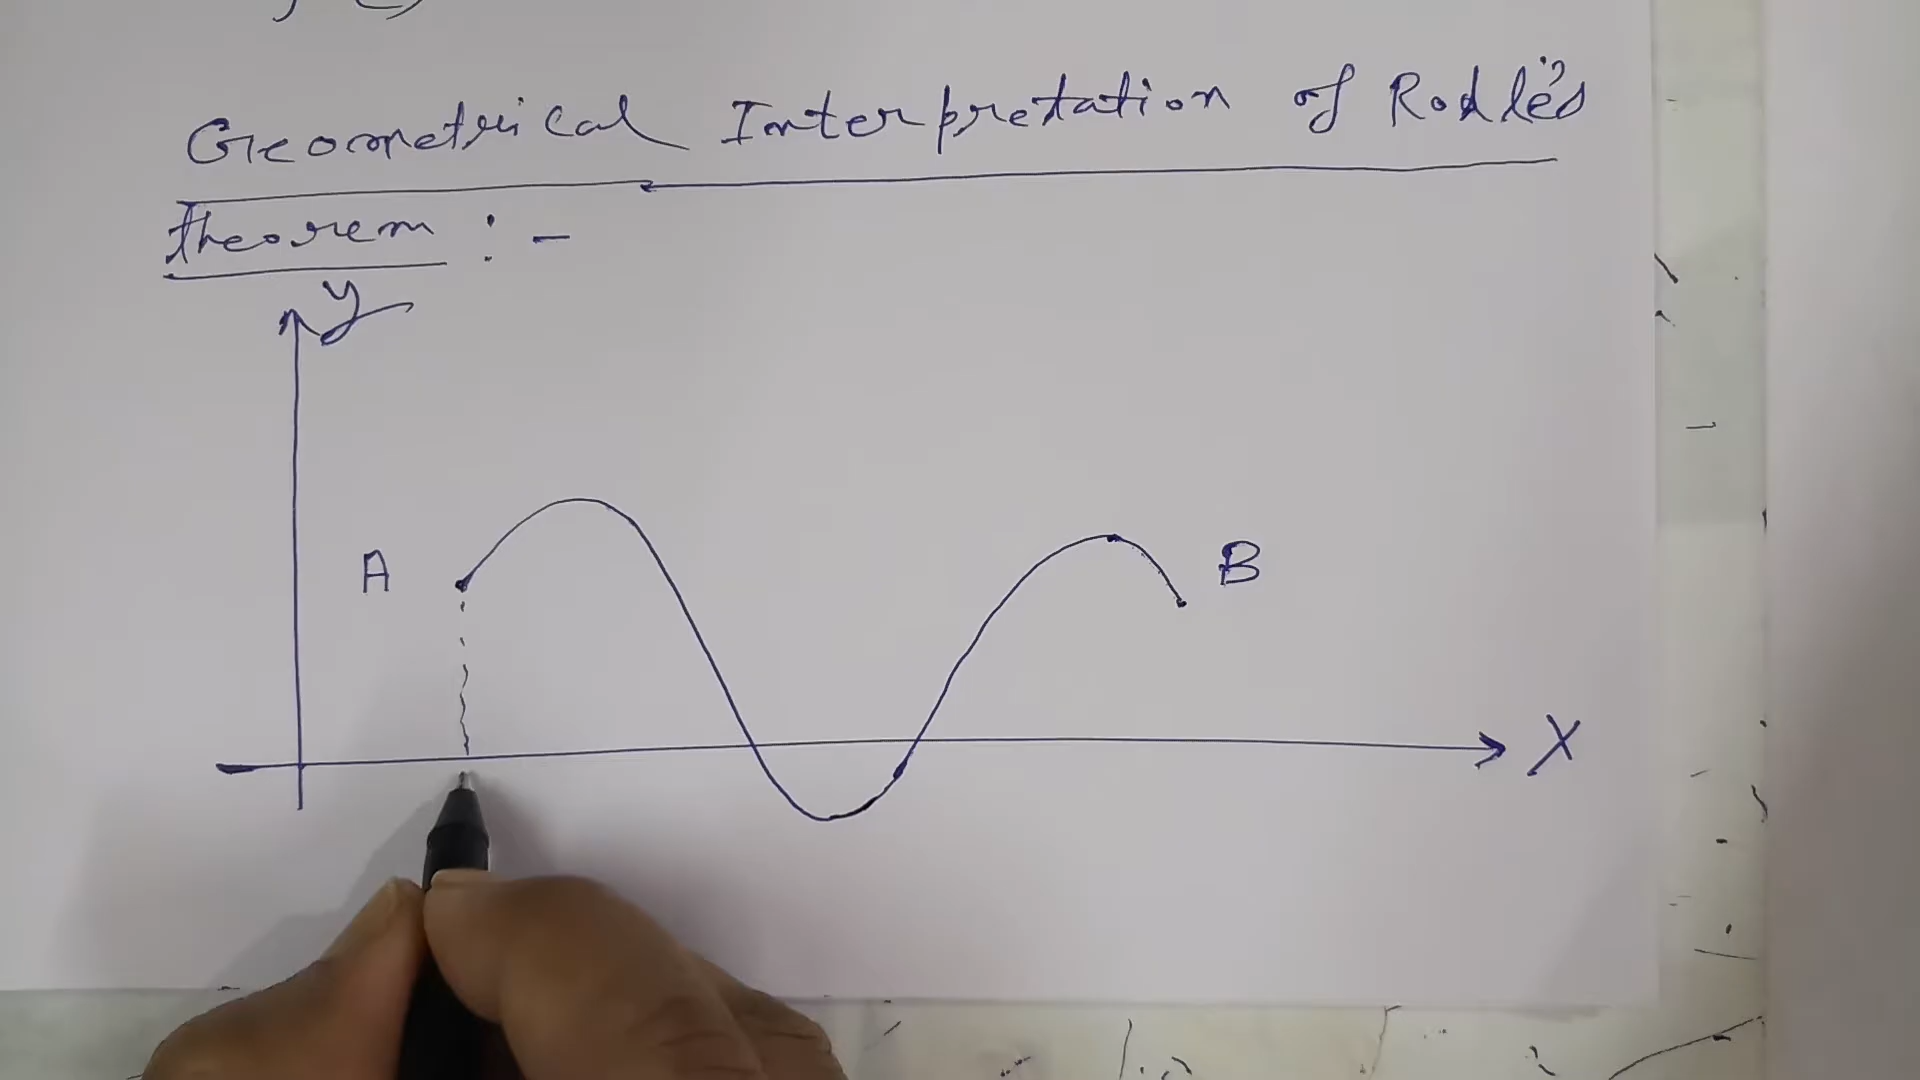 Geometrical Interpretation of Rolle's
theorem : -
y
A
B
X